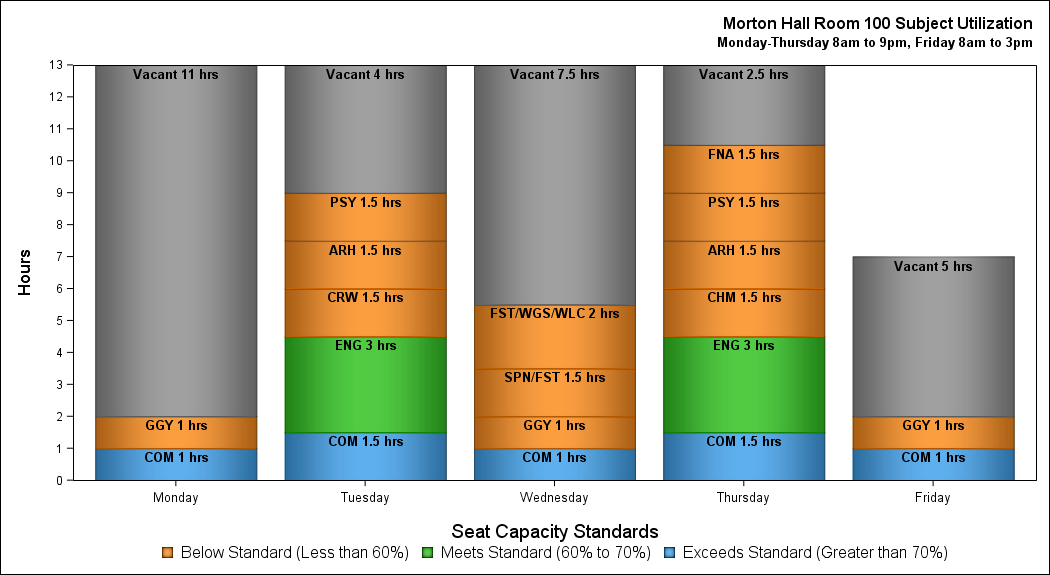 Morton Hall Room 100 Subject Utilization
Monday-Thursday 8am to 9pm, Friday 8am to 3pm
Hours
13
12
11
10
9
8
7
6
5
4
3
2
1
0
Vacant 11 hrs
GGY 1 hrs
COM 1 hrs
Vacant 4 hrs
PSY 1.5 hrs
ARH 1.5 hrs
CRW 1.5 hrs
ENG 3 hrs
COM 1.5 hrs
Vacant 7.5 hrs
FST/WGS/WLC 2 hrs
SPN/FST 1.5 hrs
GGY 1 hrs
COM 1 hrs
Vacant 2.5 hrs
FNA 1.5 hrs
PSY 1.5 hrs
ARH 1.5 hrs
CHM 1.5 hrs
ENG 3 hrs
COM 1.5 hrs
Vacant 5 hrs
GGY 1 hrs
COM 1 hrs
Monday Tuesday Wednesday Thursday Friday
Seat Capacity Standards
Below Standard (Less than 60%) Meets Standard (60% to 70%) Exceeds Standard (Greater than 70%)